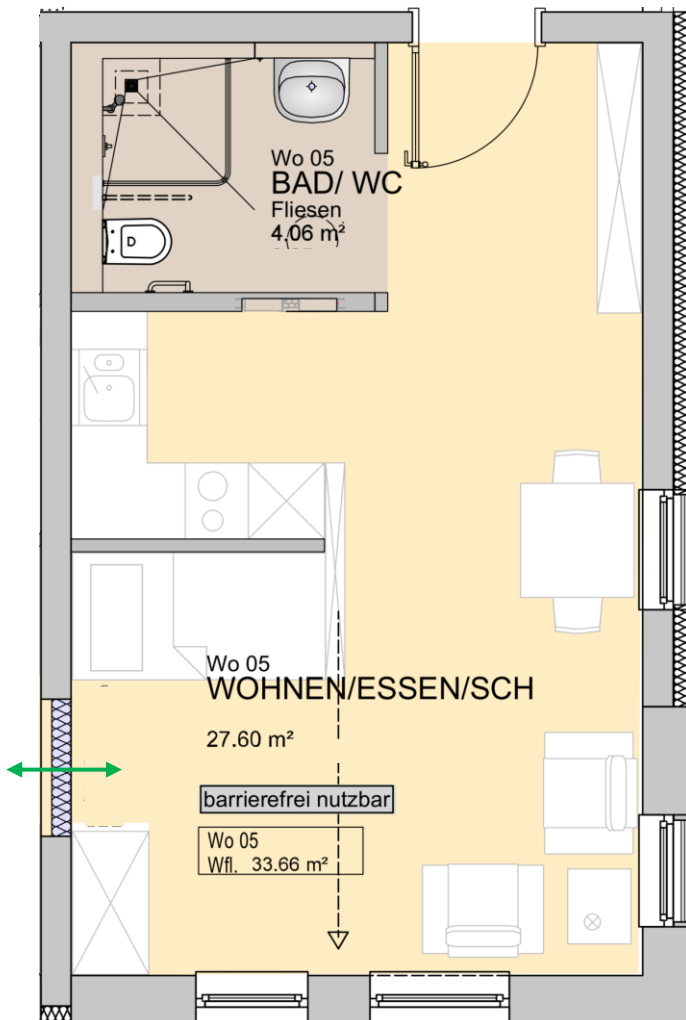 Wo 05
BAD/ WC
Fliesen
4.06 m²
D
Wo 05
WOHNEN/ESSEN/SCH
27.60 m²
barrierefrei nutzbar
Wo 05
Wfl. 33.66 m²